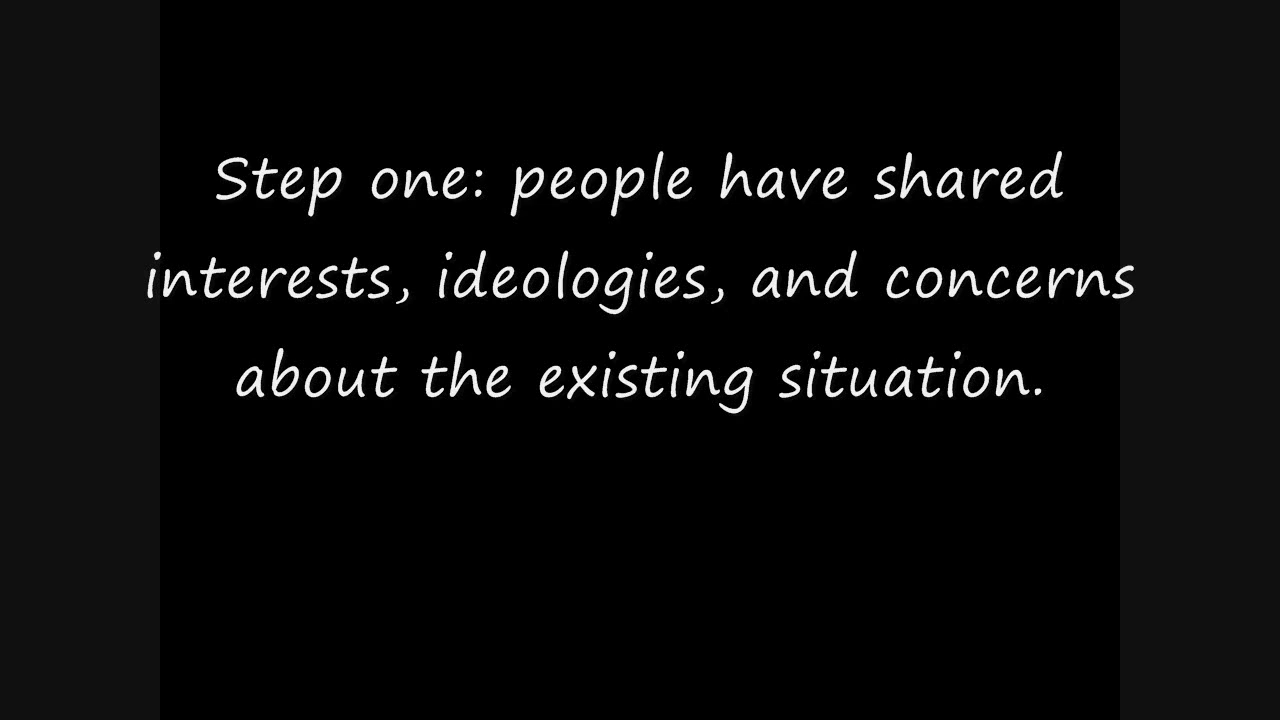 Step one: people have shared
interests, ideologies, and concerns
about the existing situation.